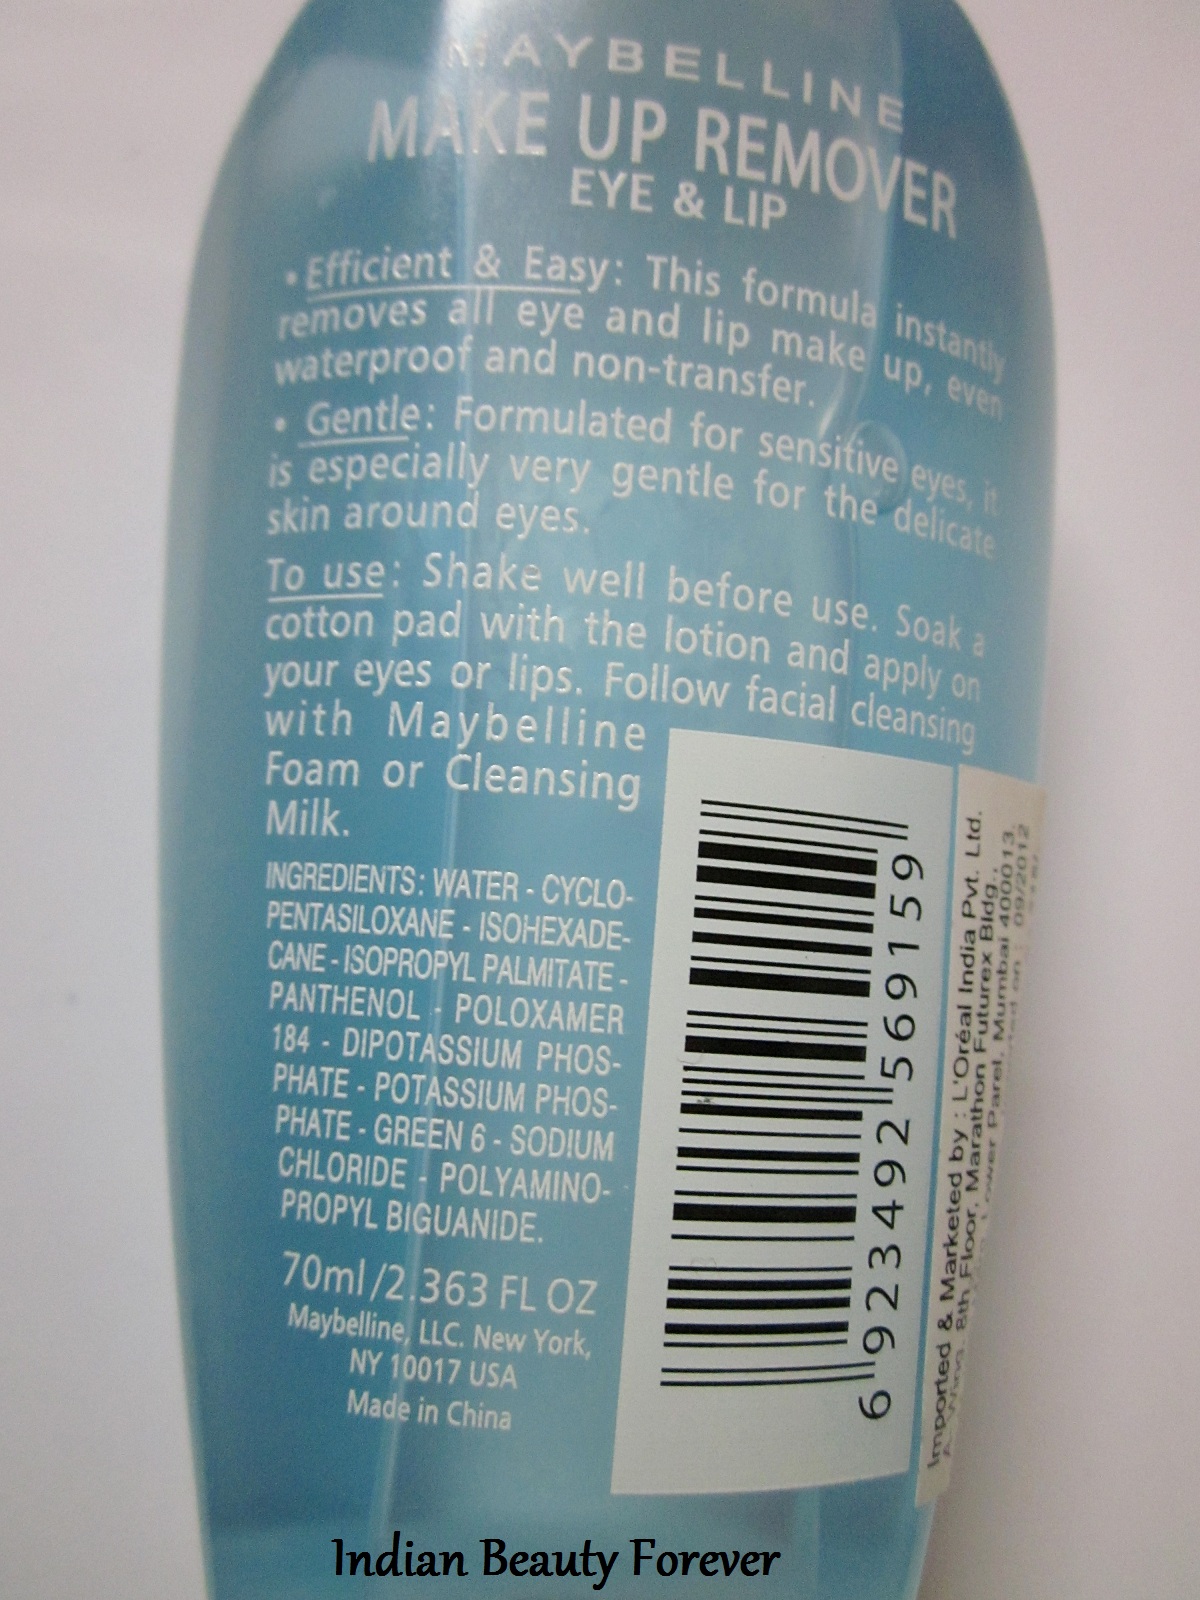 MAYBELLINE
MAKE UP REMOVER
EYE & LIP
• Efficient & Easy: This formula instantly
removes all eye and lip make up, even
waterproof and non-transfer.
• Gentle: Formulated for sensitive eyes, it
is especially very gentle for the delicate
skin around eyes.
To use: Shake well before use. Soak a
cotton pad with the lotion and apply on
your eyes or lips. Follow facial cleansing
with Maybelline
Foam or Cleansing
Milk.
INGREDIENTS: WATER - CYCLO-
PENTASILOXANE - ISOHEXADE-
CANE - ISOPROPYL PALMITATE -
PANTHENOL - POLOXAMER
184 - DIPOTASSIUM PHOS-
PHATE - POTASSIUM PHOS-
PHATE - GREEN 6 - SODIUM
CHLORIDE - POLYAMINO-
PROPYL BIGUANIDE.
70ml/2.363 FL OZ
Maybelline, LLC. New York,
NY 10017 USA
Made in China
6 923492 569159
Imported & Marketed by : L'Oréal India Pvt. Ltd.
A Wing, 8th Floor, Marathon Futurex Bldg.,
Lower Parel, Mumbai 400013.
on : 09/2012
Indian Beauty Forever